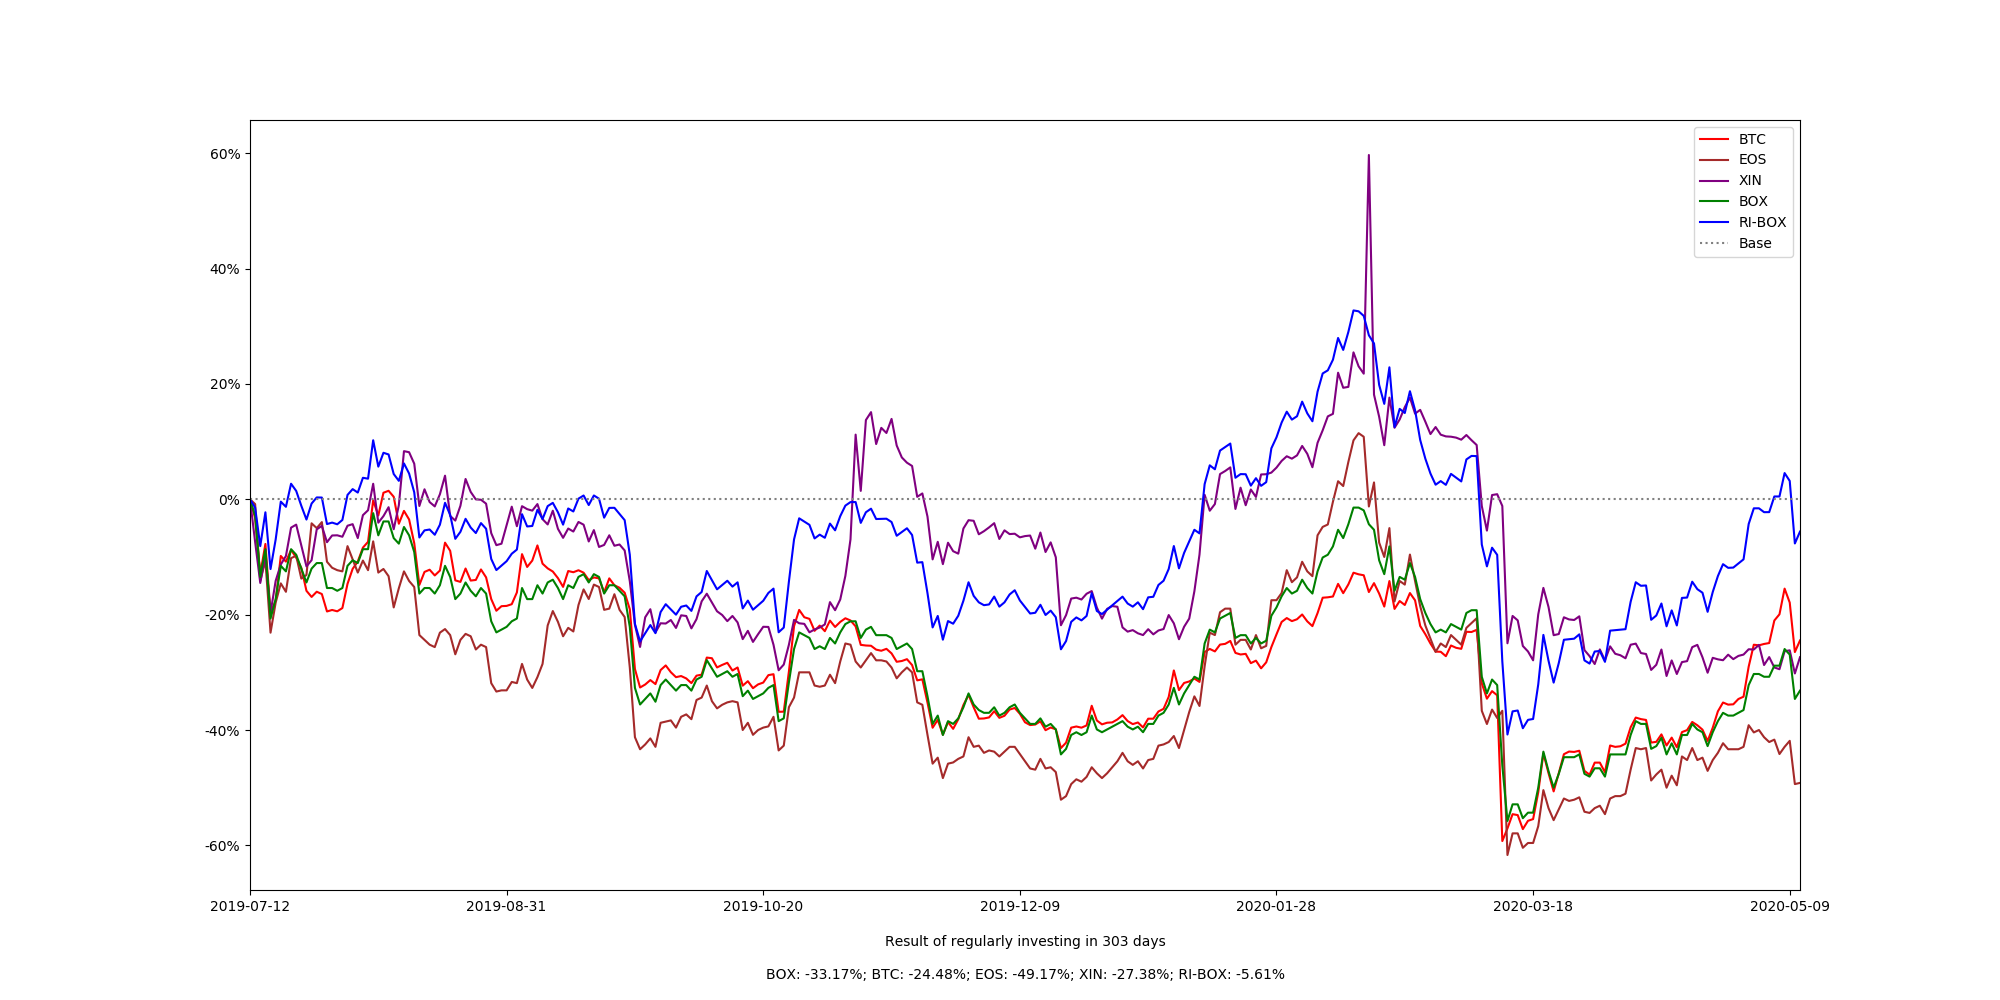 60%
40%
20%
0%
-20%
-40%
-60%
BTC
EOS
XIN
BOX
RI-BOX
Base
2019-07-12 2019-08-31 2019-10-20 2019-12-09 2020-01-28 2020-03-18 2020-05-09
Result of regularly investing in 303 days
BOX: -33.17%; BTC: -24.48%; EOS: -49.17%; XIN: -27.38%; RI-BOX: -5.61%